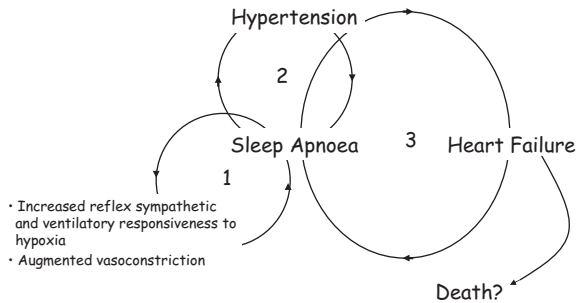 Hypertension
2
Sleep Apnoea
3
Heart Failure
1
• Increased reflex sympathetic
and ventilatory responsiveness to
hypoxia
• Augmented vasoconstriction
Death?